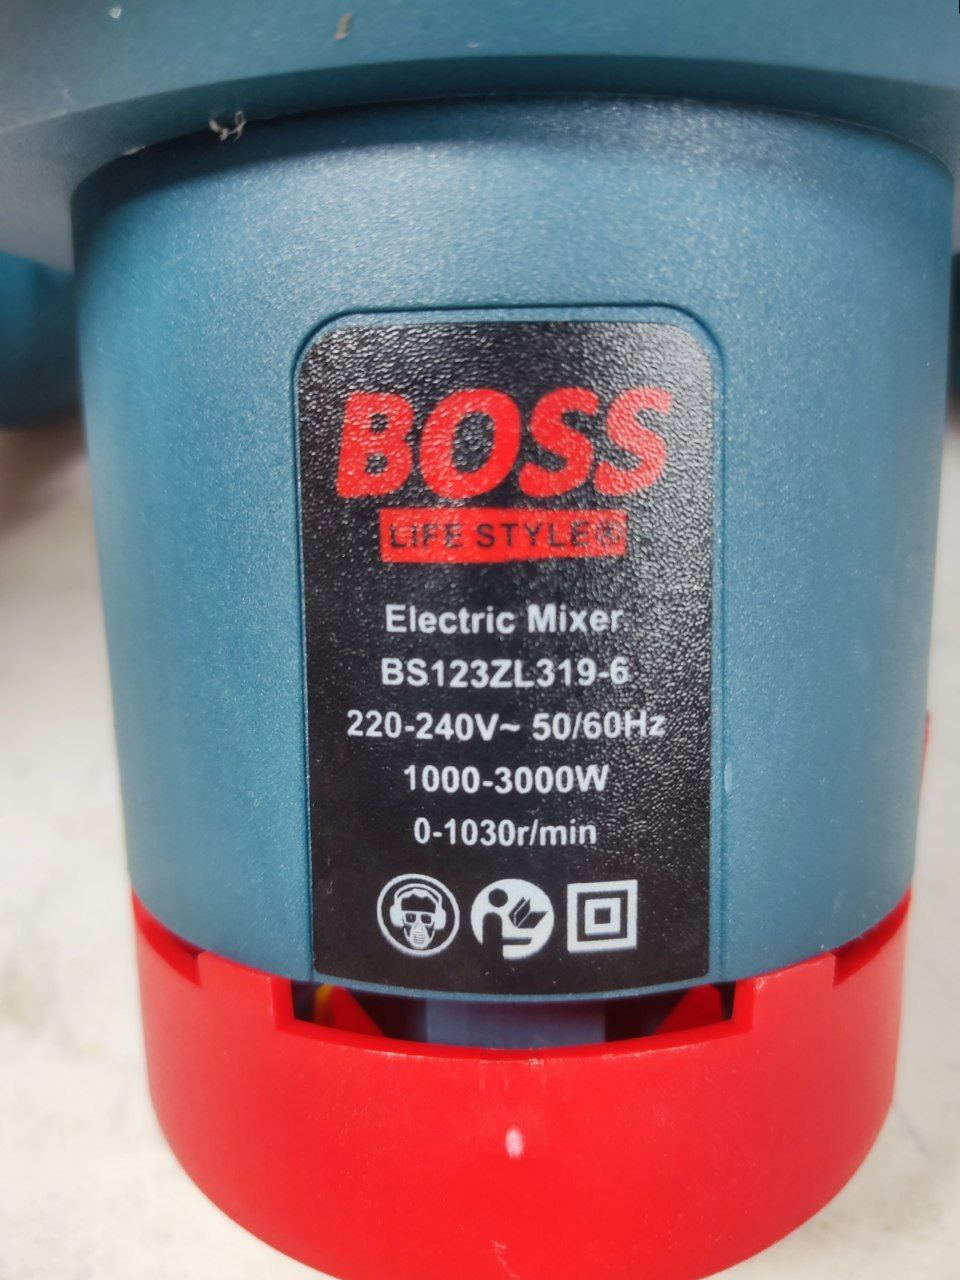 BOSS
LIFE STYLE®
Electric Mixer
BS123ZL319-6
220-240V~ 50/60Hz
1000-3000W
0-1030r/min